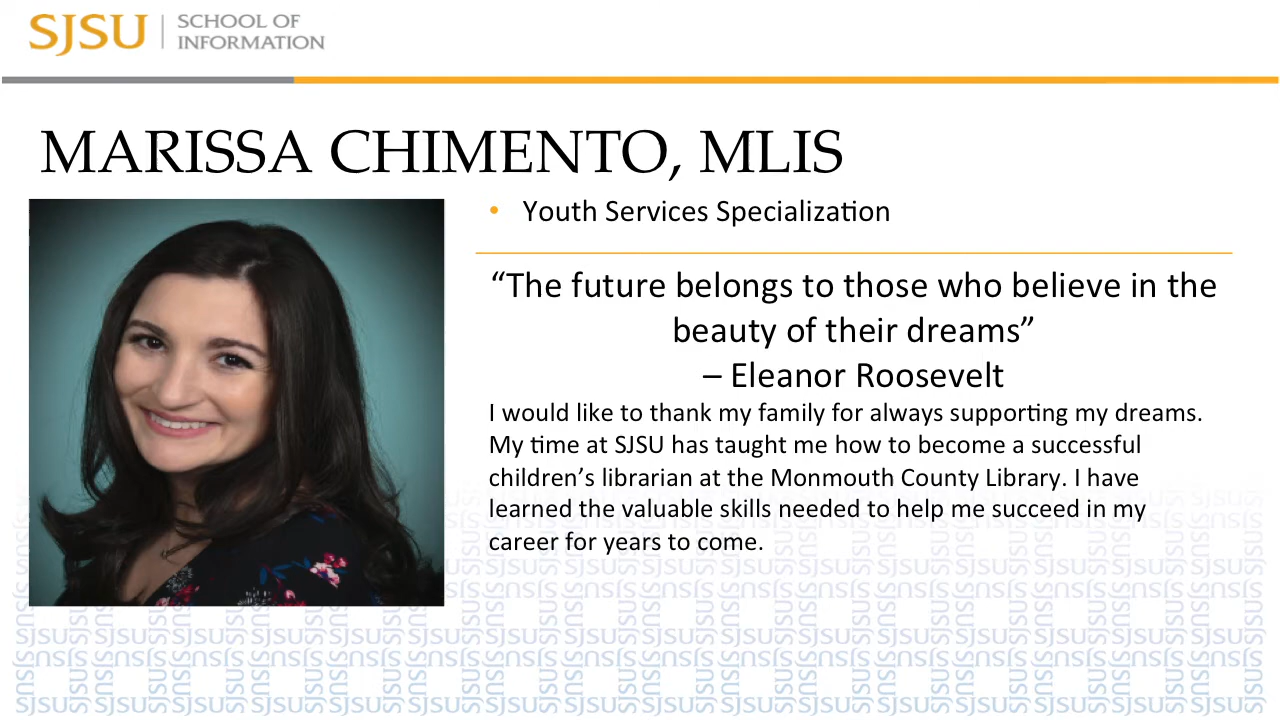 SJSU
SCHOOL OF
INFORMATION
MARISSA CHIMENTO, MLIS
• Youth Services Specialization
“The future belongs to those who believe in the
beauty of their dreams”
– Eleanor Roosevelt
I would like to thank my family for always supporting my dreams.
My time at SJSU has taught me how to become a successful
children’s librarian at the Monmouth County Library. I have
learned the valuable skills needed to help me succeed in my
career for years to come.